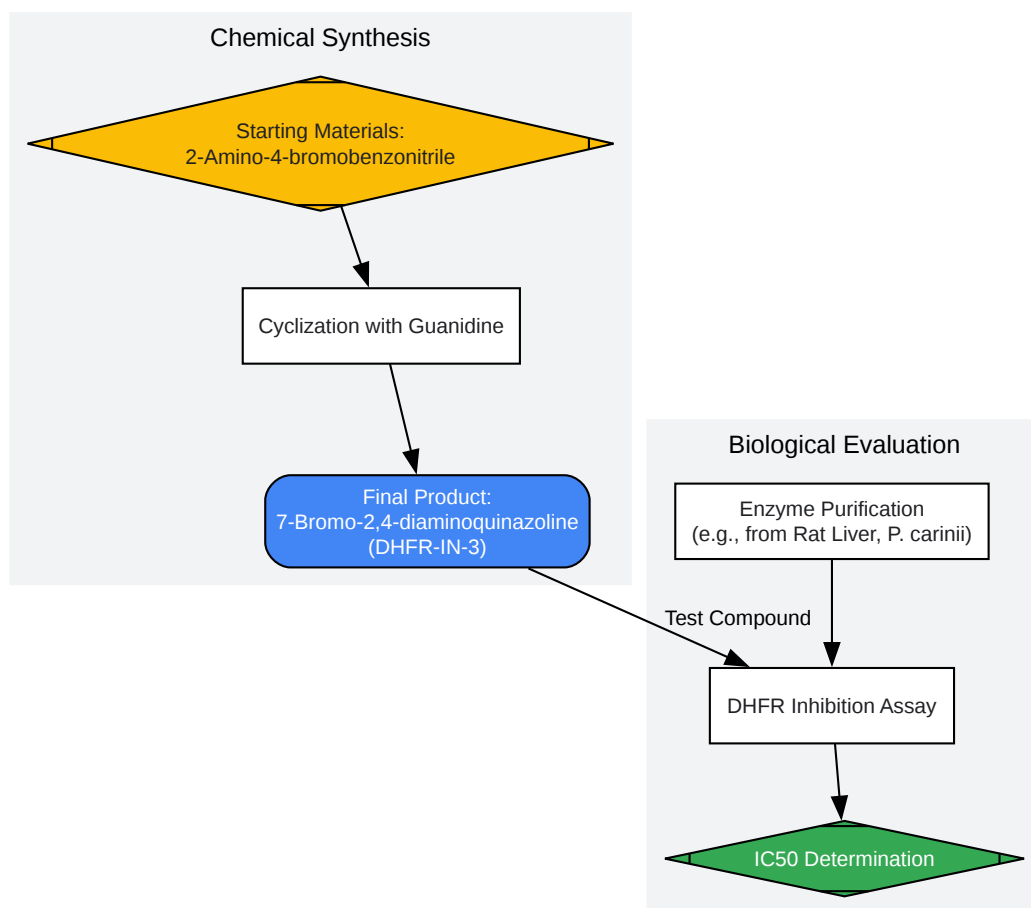 Chemical Synthesis
Starting Materials:
2-Amino-4-bromobenzonitrile
Cyclization with Guanidine
Final Product:
7-Bromo-2,4-diaminoquinazoline
(DHFR-IN-3)
Biological Evaluation
Enzyme Purification
(e.g., from Rat Liver, P. carinii)
Test Compound
DHFR Inhibition Assay
IC50 Determination